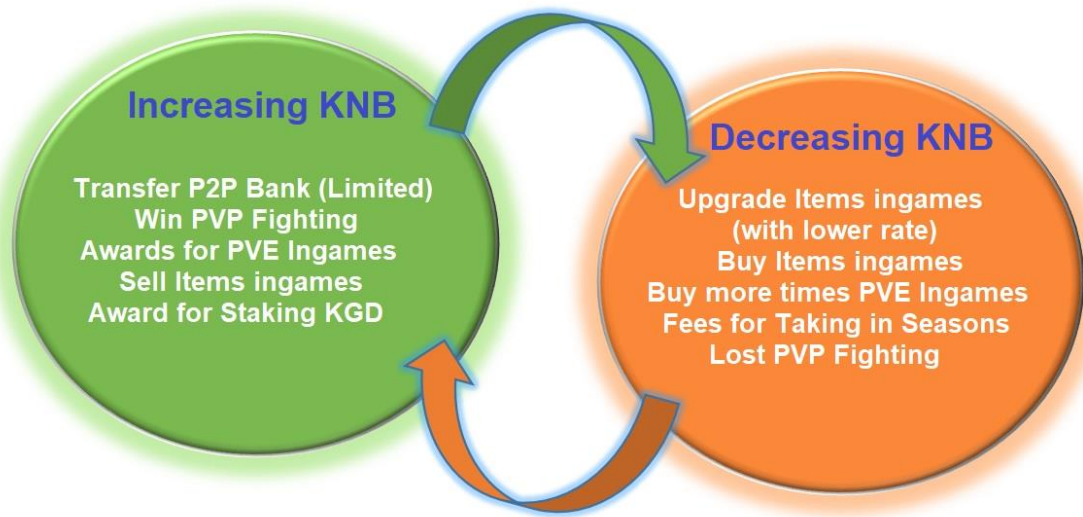 Increasing KNB
Transfer P2P Bank (Limited)
Win PVP Fighting
Awards for PVE Ingames
Sell Items ingames
Award for Staking KGD
Decreasing KNB
Upgrade Items ingames
(with lower rate)
Buy Items ingames
Buy more times PVE Ingames
Fees for Taking in Seasons
Lost PVP Fighting